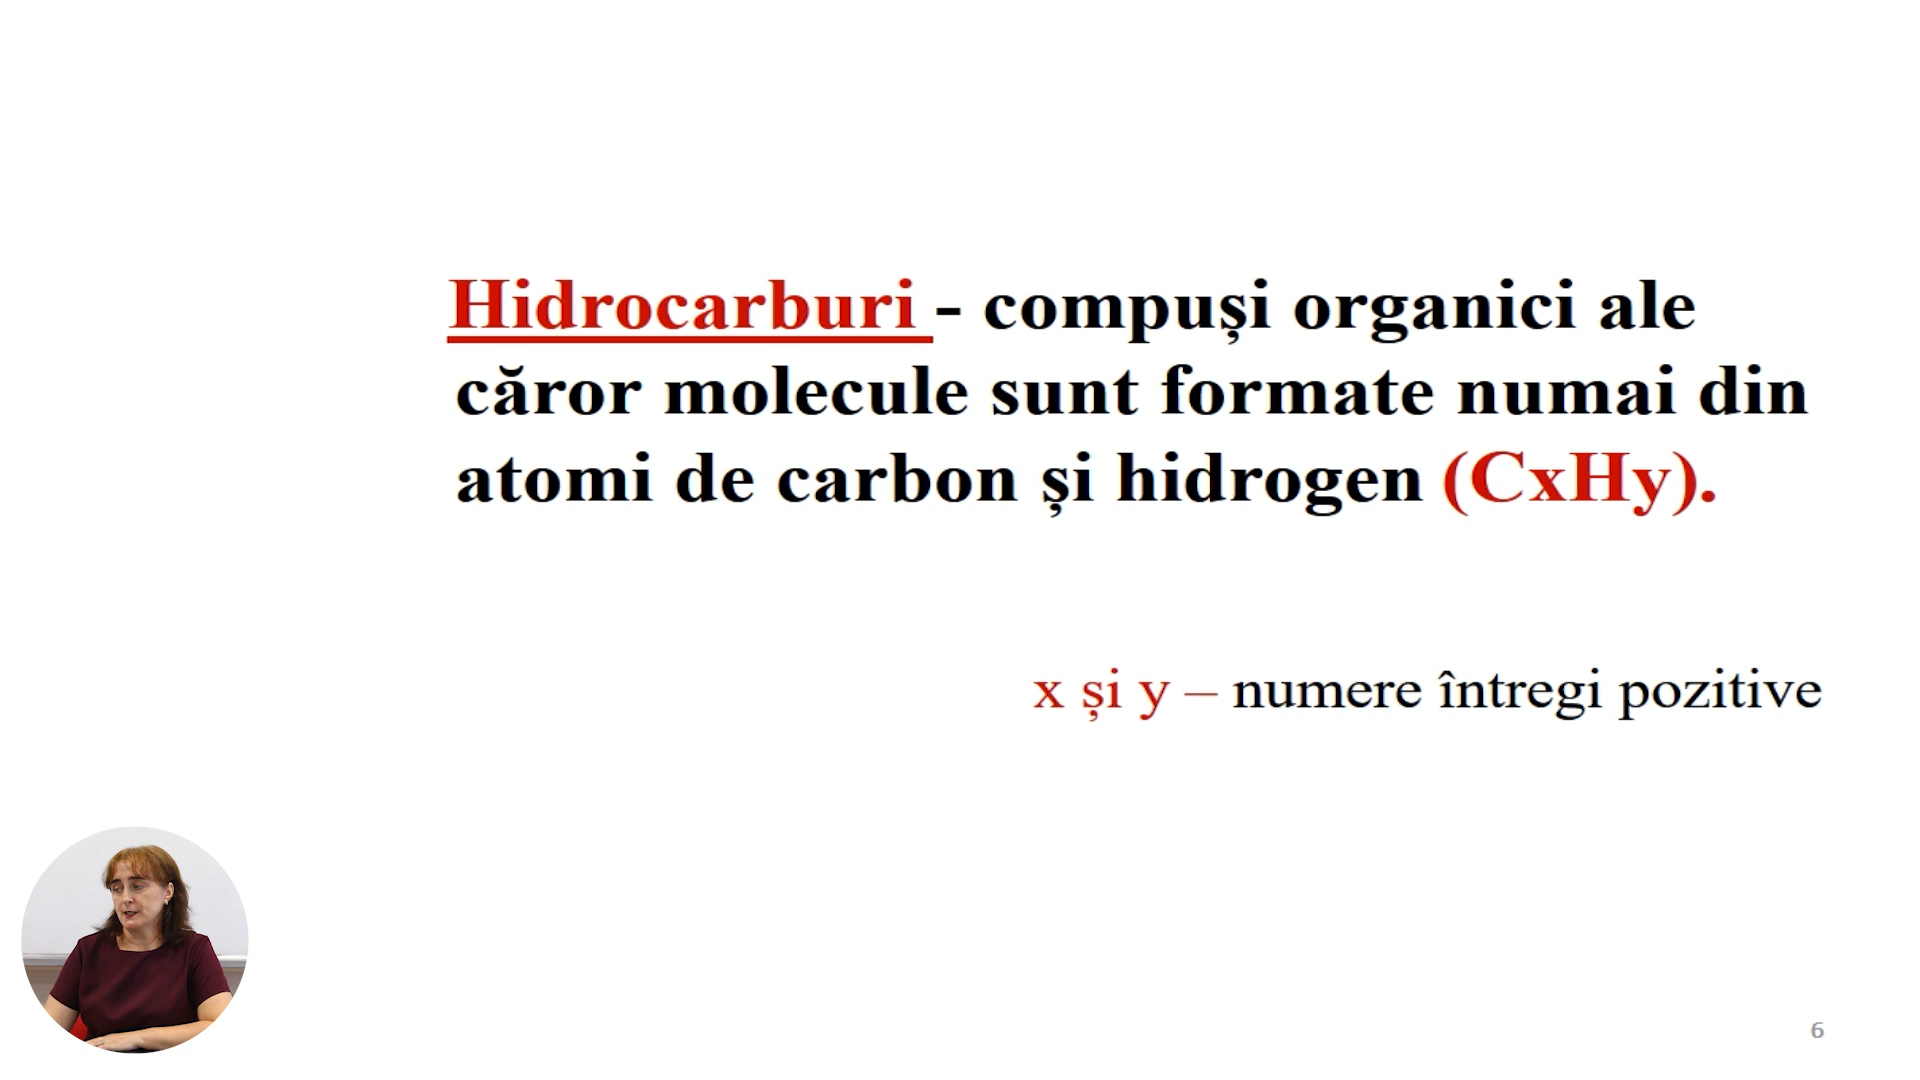 Hidrocarburi - compuși organici ale
căror molecule sunt formate numai din
atomi de carbon și hidrogen (CxHy).
x și y – numere întregi pozitive
6